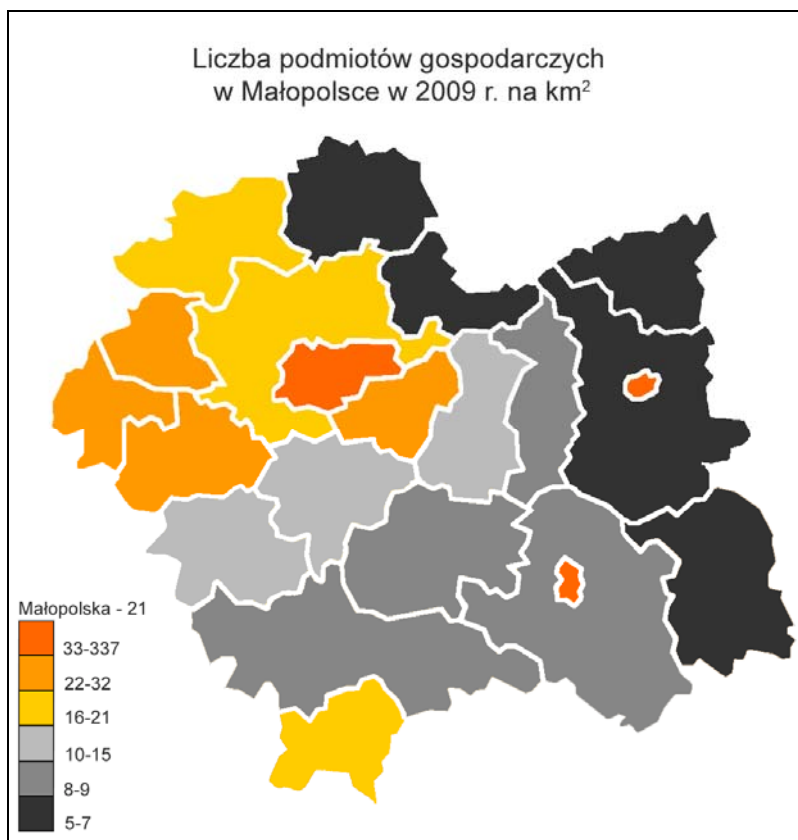 Liczba podmiotów gospodarczych
w Małopolsce w 2009 r. na km²
Małopolska - 21
33-337
22-32
16-21
10-15
8-9
5-7